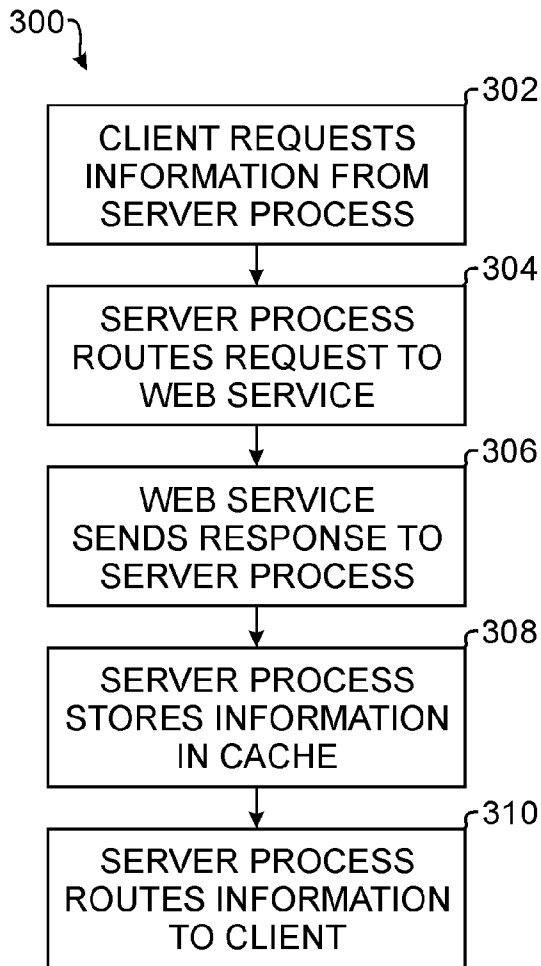 300
302
CLIENT REQUESTS
INFORMATION FROM
SERVER PROCESS
304
SERVER PROCESS
ROUTES REQUEST TO
WEB SERVICE
306
WEB SERVICE
SENDS RESPONSE TO
SERVER PROCESS
308
SERVER PROCESS
STORES INFORMATION
IN CACHE
310
SERVER PROCESS
ROUTES INFORMATION
TO CLIENT